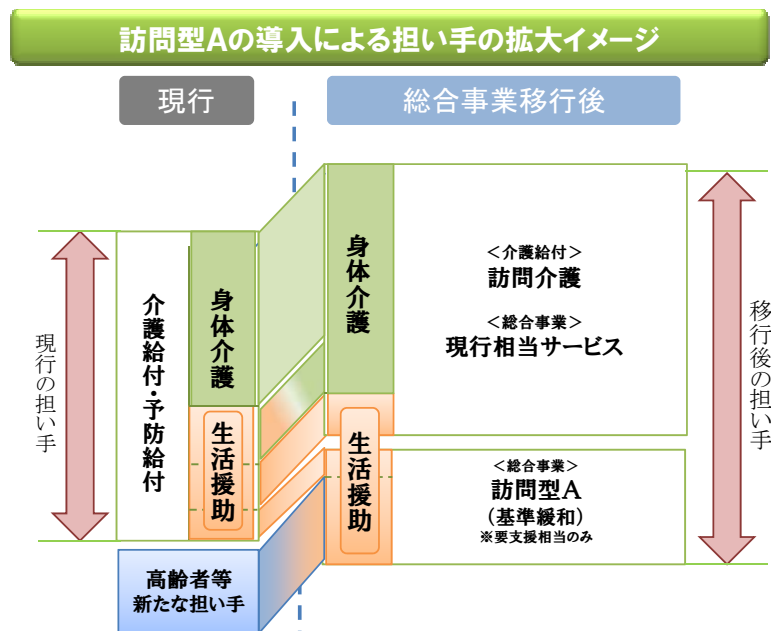 訪問型Aの導入による担い手の拡大イメージ
現行
総合事業移行後
現行の担い手
介護給付・予防給付
身体介護
生活援助
高齢者等
新たな担い手
身体介護
生活援助
＜介護給付＞
訪問介護
＜総合事業＞
現行相当サービス
＜総合事業＞
訪問型A
（基準緩和）
※要支援相当のみ
移行後の担い手